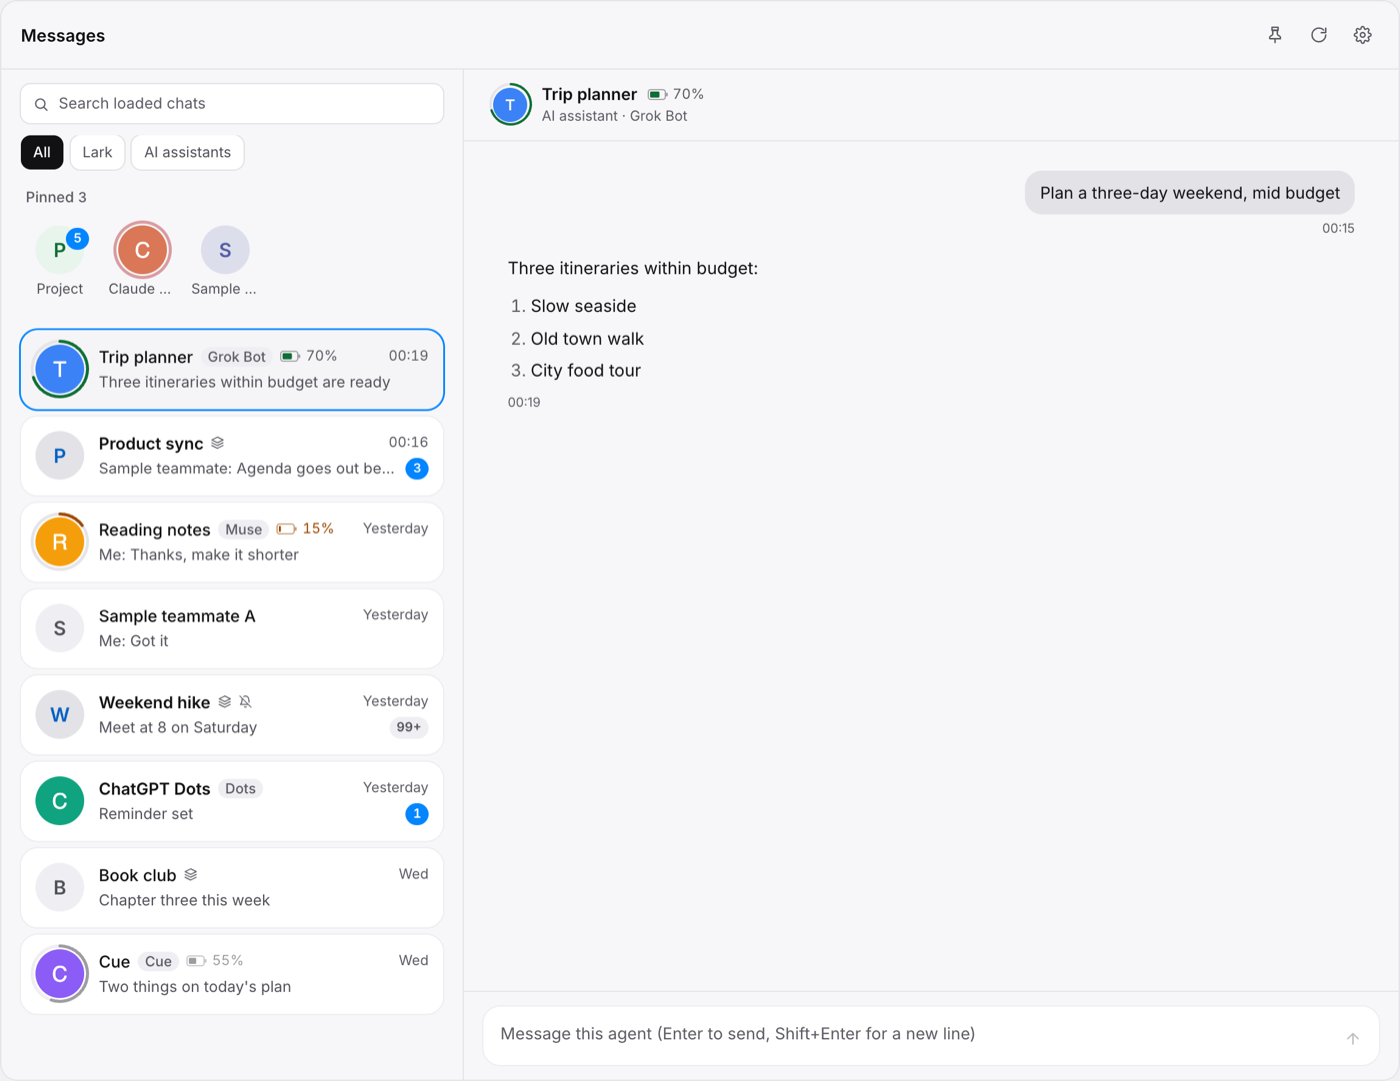 Messages
Search loaded chats
All
Lark
AI assistants
Pinned 3
P
5
C
S
Project
Claude ...
Sample ...
T
Trip planner
Grok Bot
70%
00:19
Three itineraries within budget are ready
P
Product sync
00:16
Sample teammate: Agenda goes out be...
3
R
Reading notes
Muse
15%
Yesterday
Me: Thanks, make it shorter
S
Sample teammate A
Yesterday
Me: Got it
W
Weekend hike
Yesterday
Meet at 8 on Saturday
99+
C
ChatGPT Dots
Dots
Yesterday
Reminder set
1
B
Book club
Wed
Chapter three this week
C
Cue
Cue
55%
Wed
Two things on today's plan
T
Trip planner
70%
AI assistant · Grok Bot
Plan a three-day weekend, mid budget
00:15
Three itineraries within budget:
1. Slow seaside
2. Old town walk
3. City food tour
00:19
Message this agent (Enter to send, Shift+Enter for a new line)